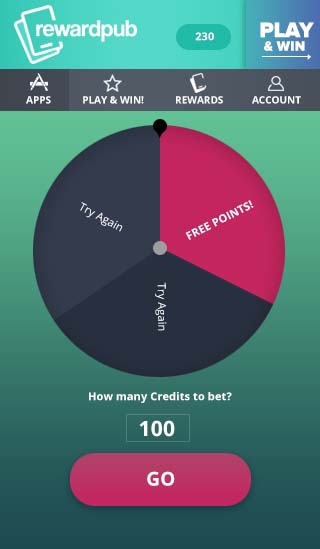 rewardpub
230
PLAY
& WIN
APPS
PLAY & WIN!
REWARDS
ACCOUNT
Try Again
FREE POINTS!
Try Again
How many Credits to bet?
100
GO